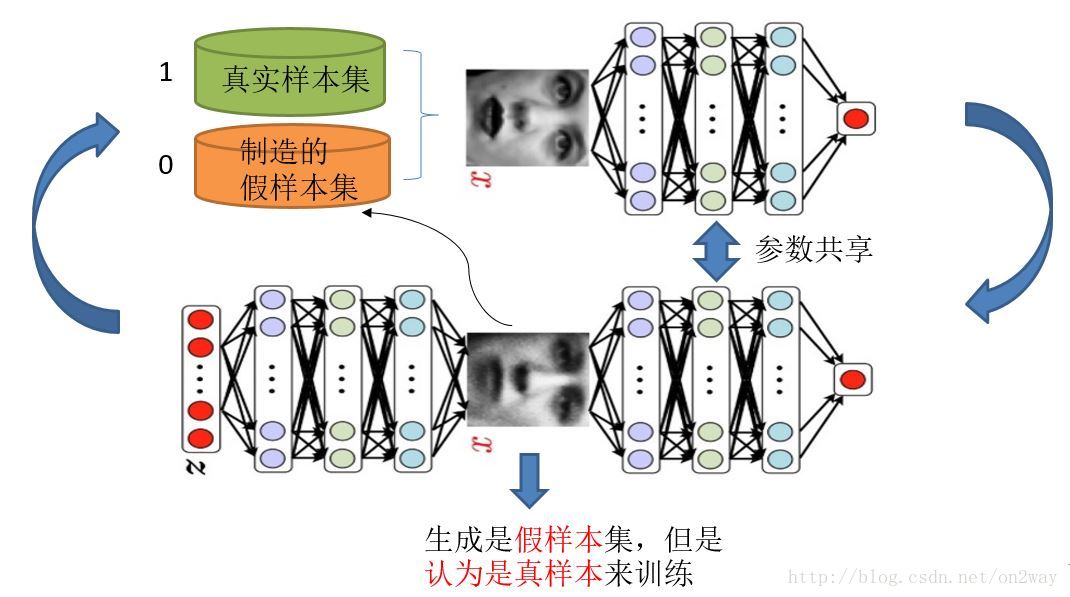 1
真实样本集
0
制造的
假样本集
x
参数共享
z
x
生成是假样本集，但是
认为是真样本来训练
http://blog.csdn.net/on2way